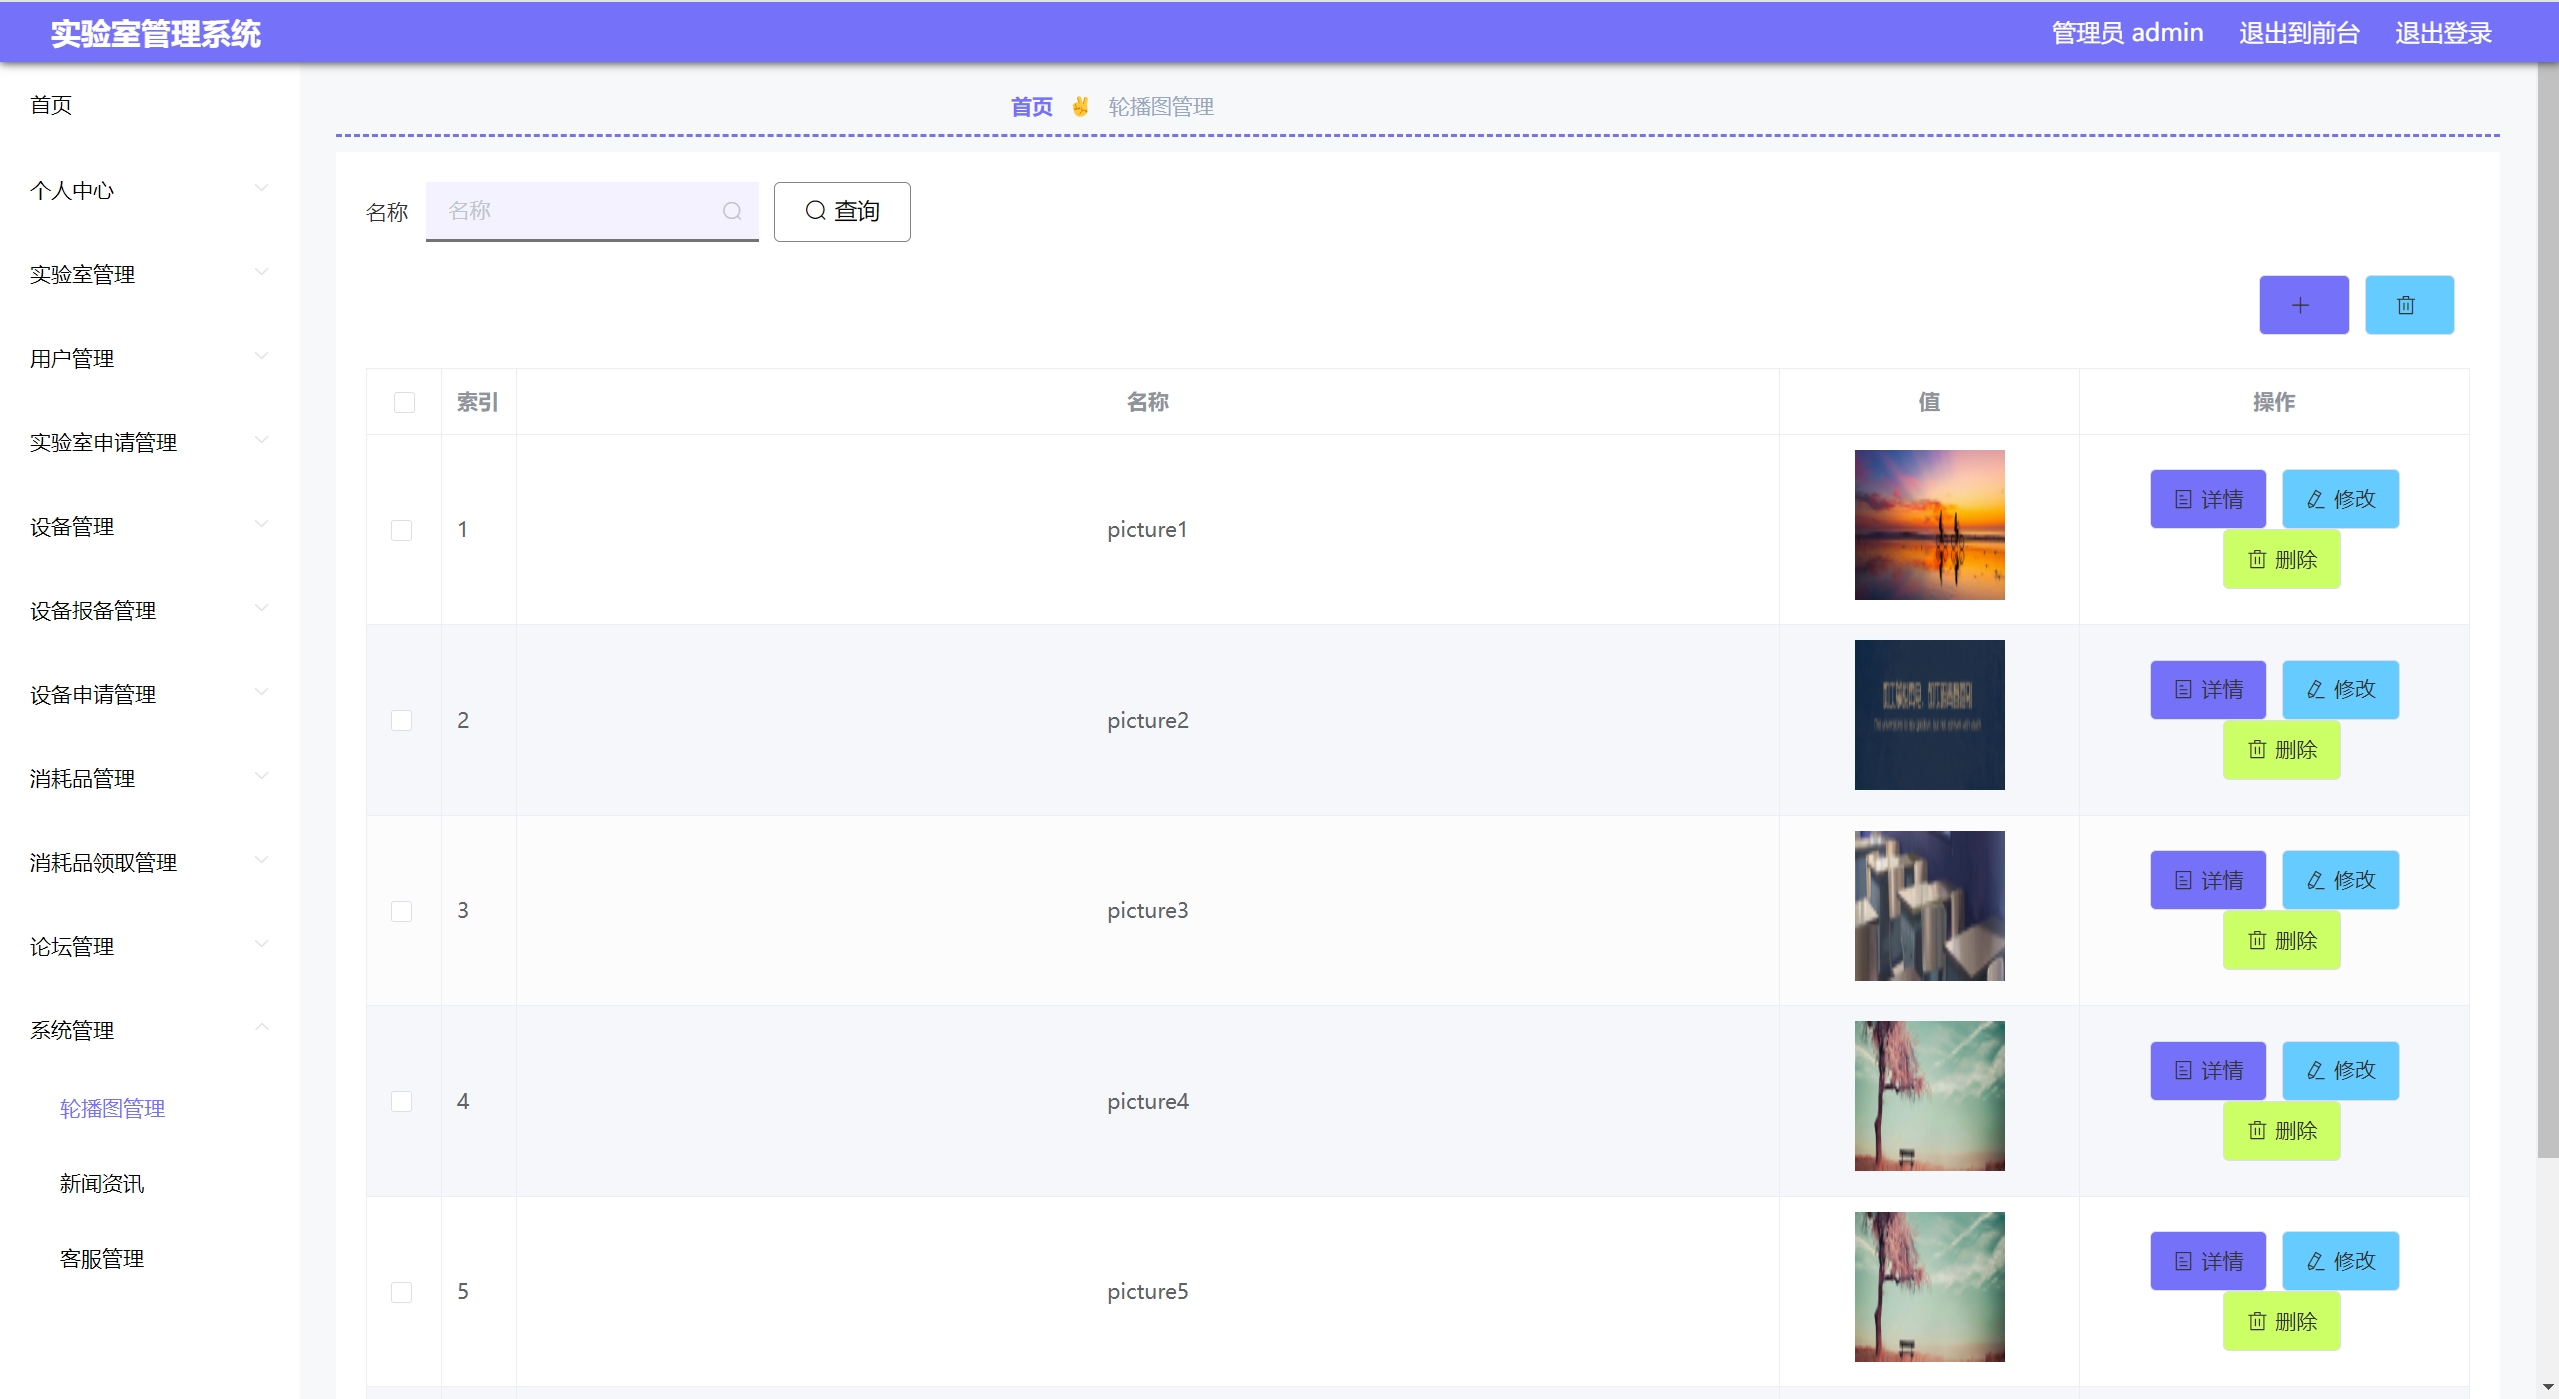 实验室管理系统
管理员 admin 退出到前台 退出登录
首页
个人中心
实验室管理
用户管理
实验室申请管理
设备管理
设备报备管理
设备申请管理
消耗品管理
消耗品领取管理
论坛管理
系统管理
轮播图管理
新闻资讯
客服管理
首页 ✌ 轮播图管理
名称 名称 查询
索引 名称 值 操作
1 picture1 详情 修改
删除
2 picture2 详情 修改
删除
3 picture3 详情 修改
删除
4 picture4 详情 修改
删除
5 picture5 详情 修改
删除